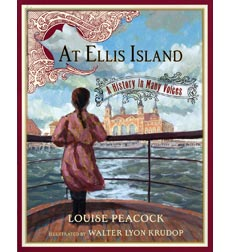 AT ELLIS ISLAND
A History in Many Voices
LOUISE PEACOCK
ILLUSTRATED BY WALTER LYON KRUDOP